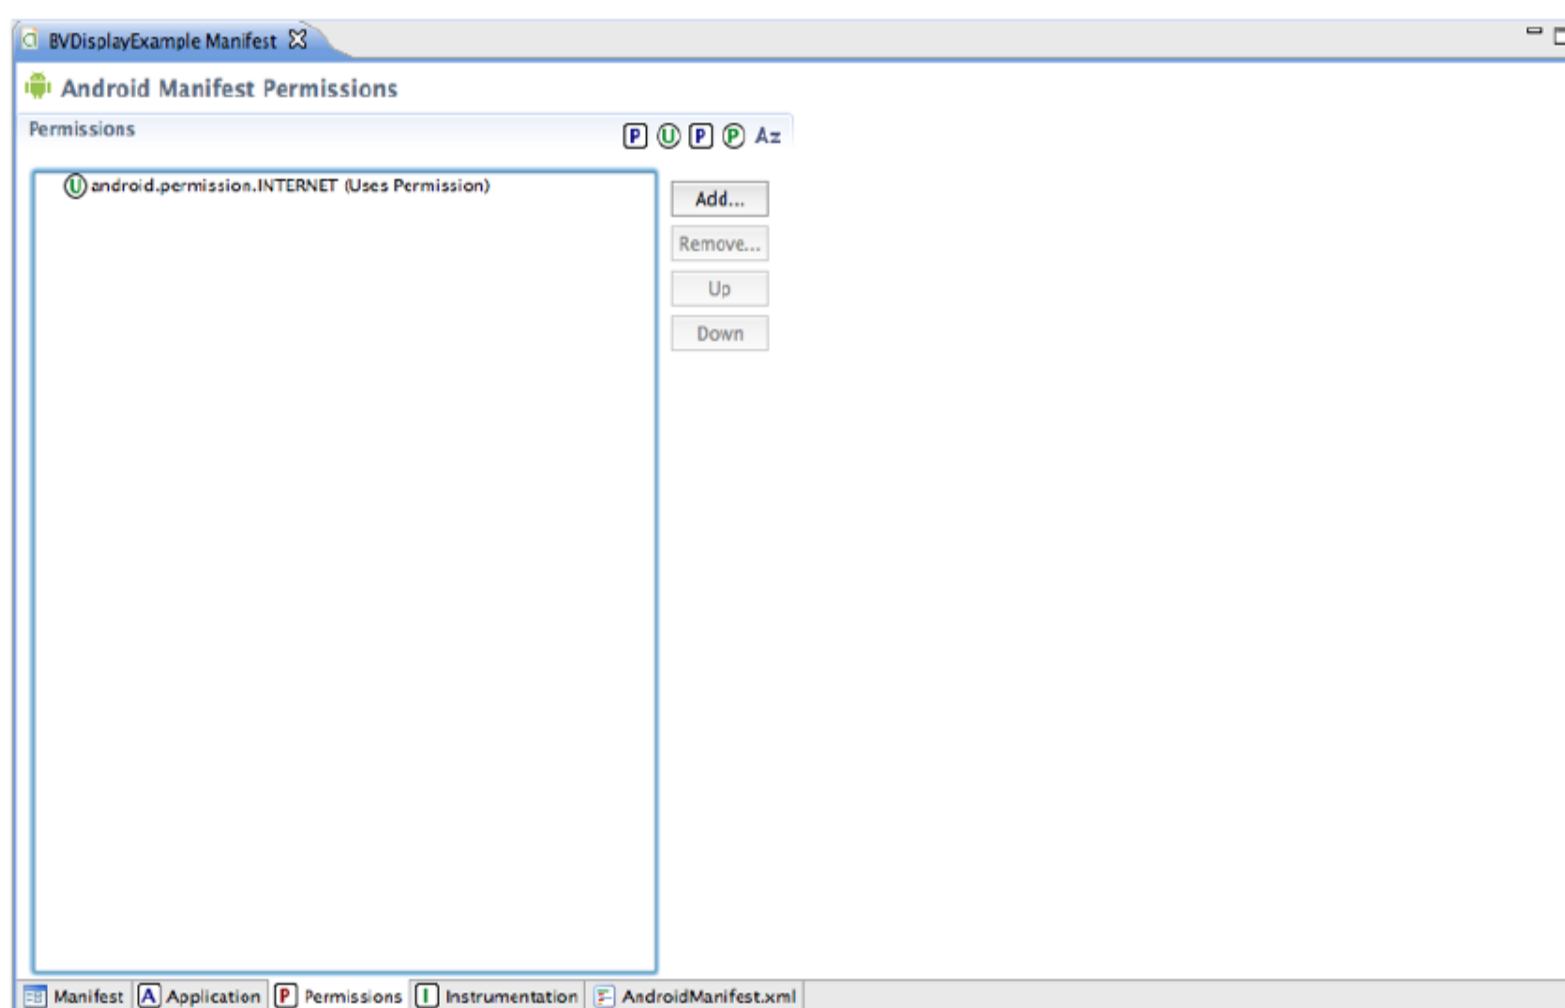 BVDisplayExample Manifest
Android Manifest Permissions
Permissions
P U P P Az
U android.permission.INTERNET (Uses Permission)
Add...
Remove...
Up
Down
Manifest A Application P Permissions I Instrumentation AndroidManifest.xml